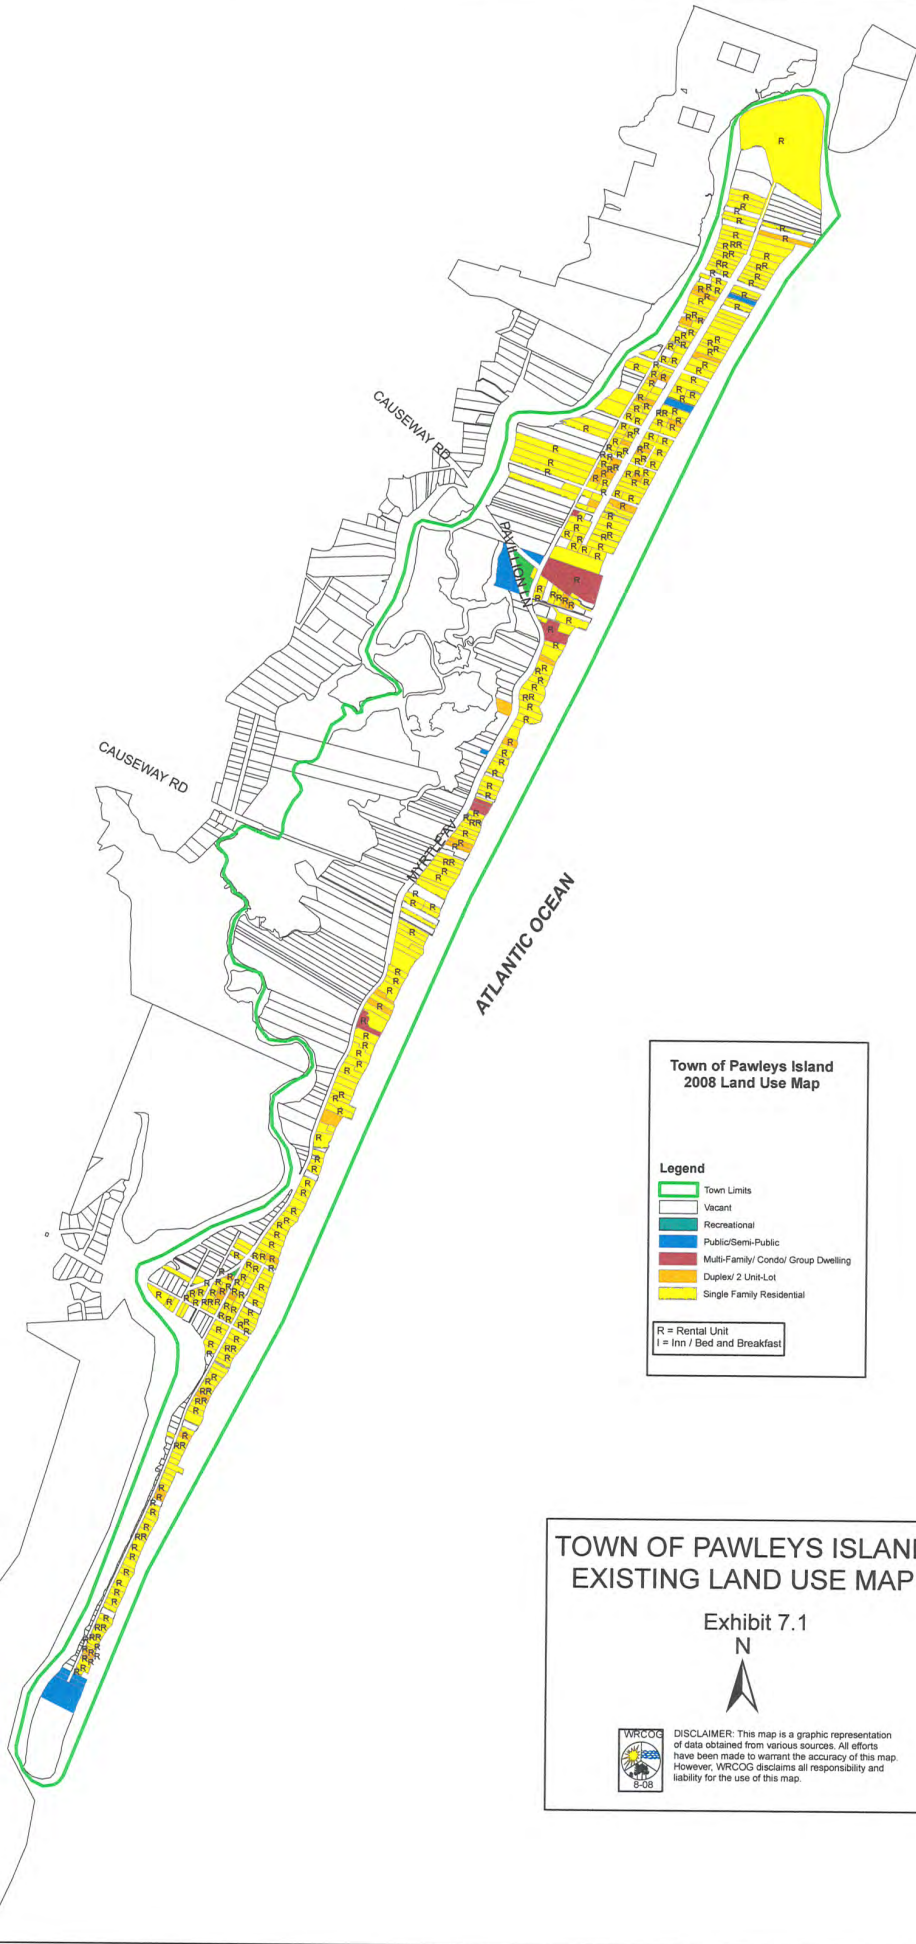 CAUSEWAY RD
PAVILLION LN
CAUSEWAY RD
MYRTLE AV
ATLANTIC OCEAN
Town of Pawleys Island
2008 Land Use Map
Legend
Town Limits
Vacant
Recreational
Public/Semi-Public
Multi-Family/ Condo/ Group Dwelling
Duplex/ 2 Unit-Lot
Single Family Residential
R = Rental Unit
I = Inn / Bed and Breakfast
TOWN OF PAWLEYS ISLAND
EXISTING LAND USE MAP
Exhibit 7.1
N
WRCOG
8-08
DISCLAIMER: This map is a graphic representation
of data obtained from various sources. All efforts
have been made to warrant the accuracy of this map.
However, WRCOG disclaims all responsibility and
liability for the use of this map.